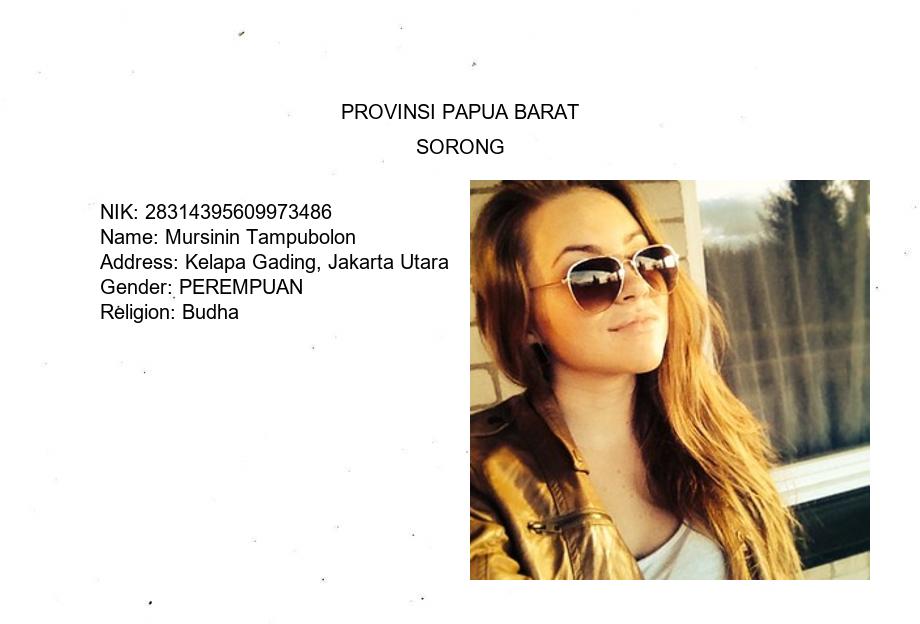 PROVINSI PAPUA BARAT
SORONG
NIK: 28314395609973486
Name: Mursinin Tampubolon
Address: Kelapa Gading, Jakarta Utara
Gender: PEREMPUAN
Religion: Budha